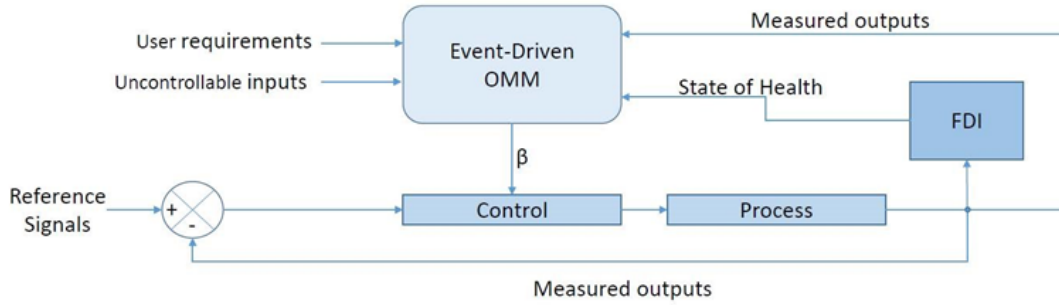 Measured outputs
User requirements
Event-Driven
OMM
Uncontrollable inputs
State of Health
FDI
β
Reference
Signals
+
-
Control
Process
Measured outputs